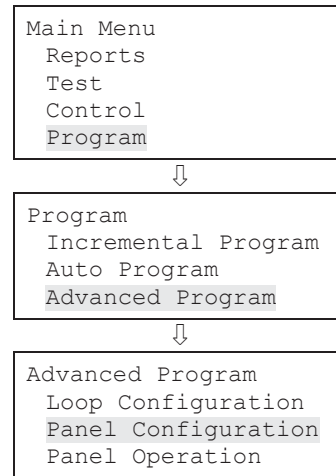 Main Menu
Reports
Test
Control
Program
⇩
Program
Incremental Program
Auto Program
Advanced Program
⇩
Advanced Program
Loop Configuration
Panel Configuration
Panel Operation